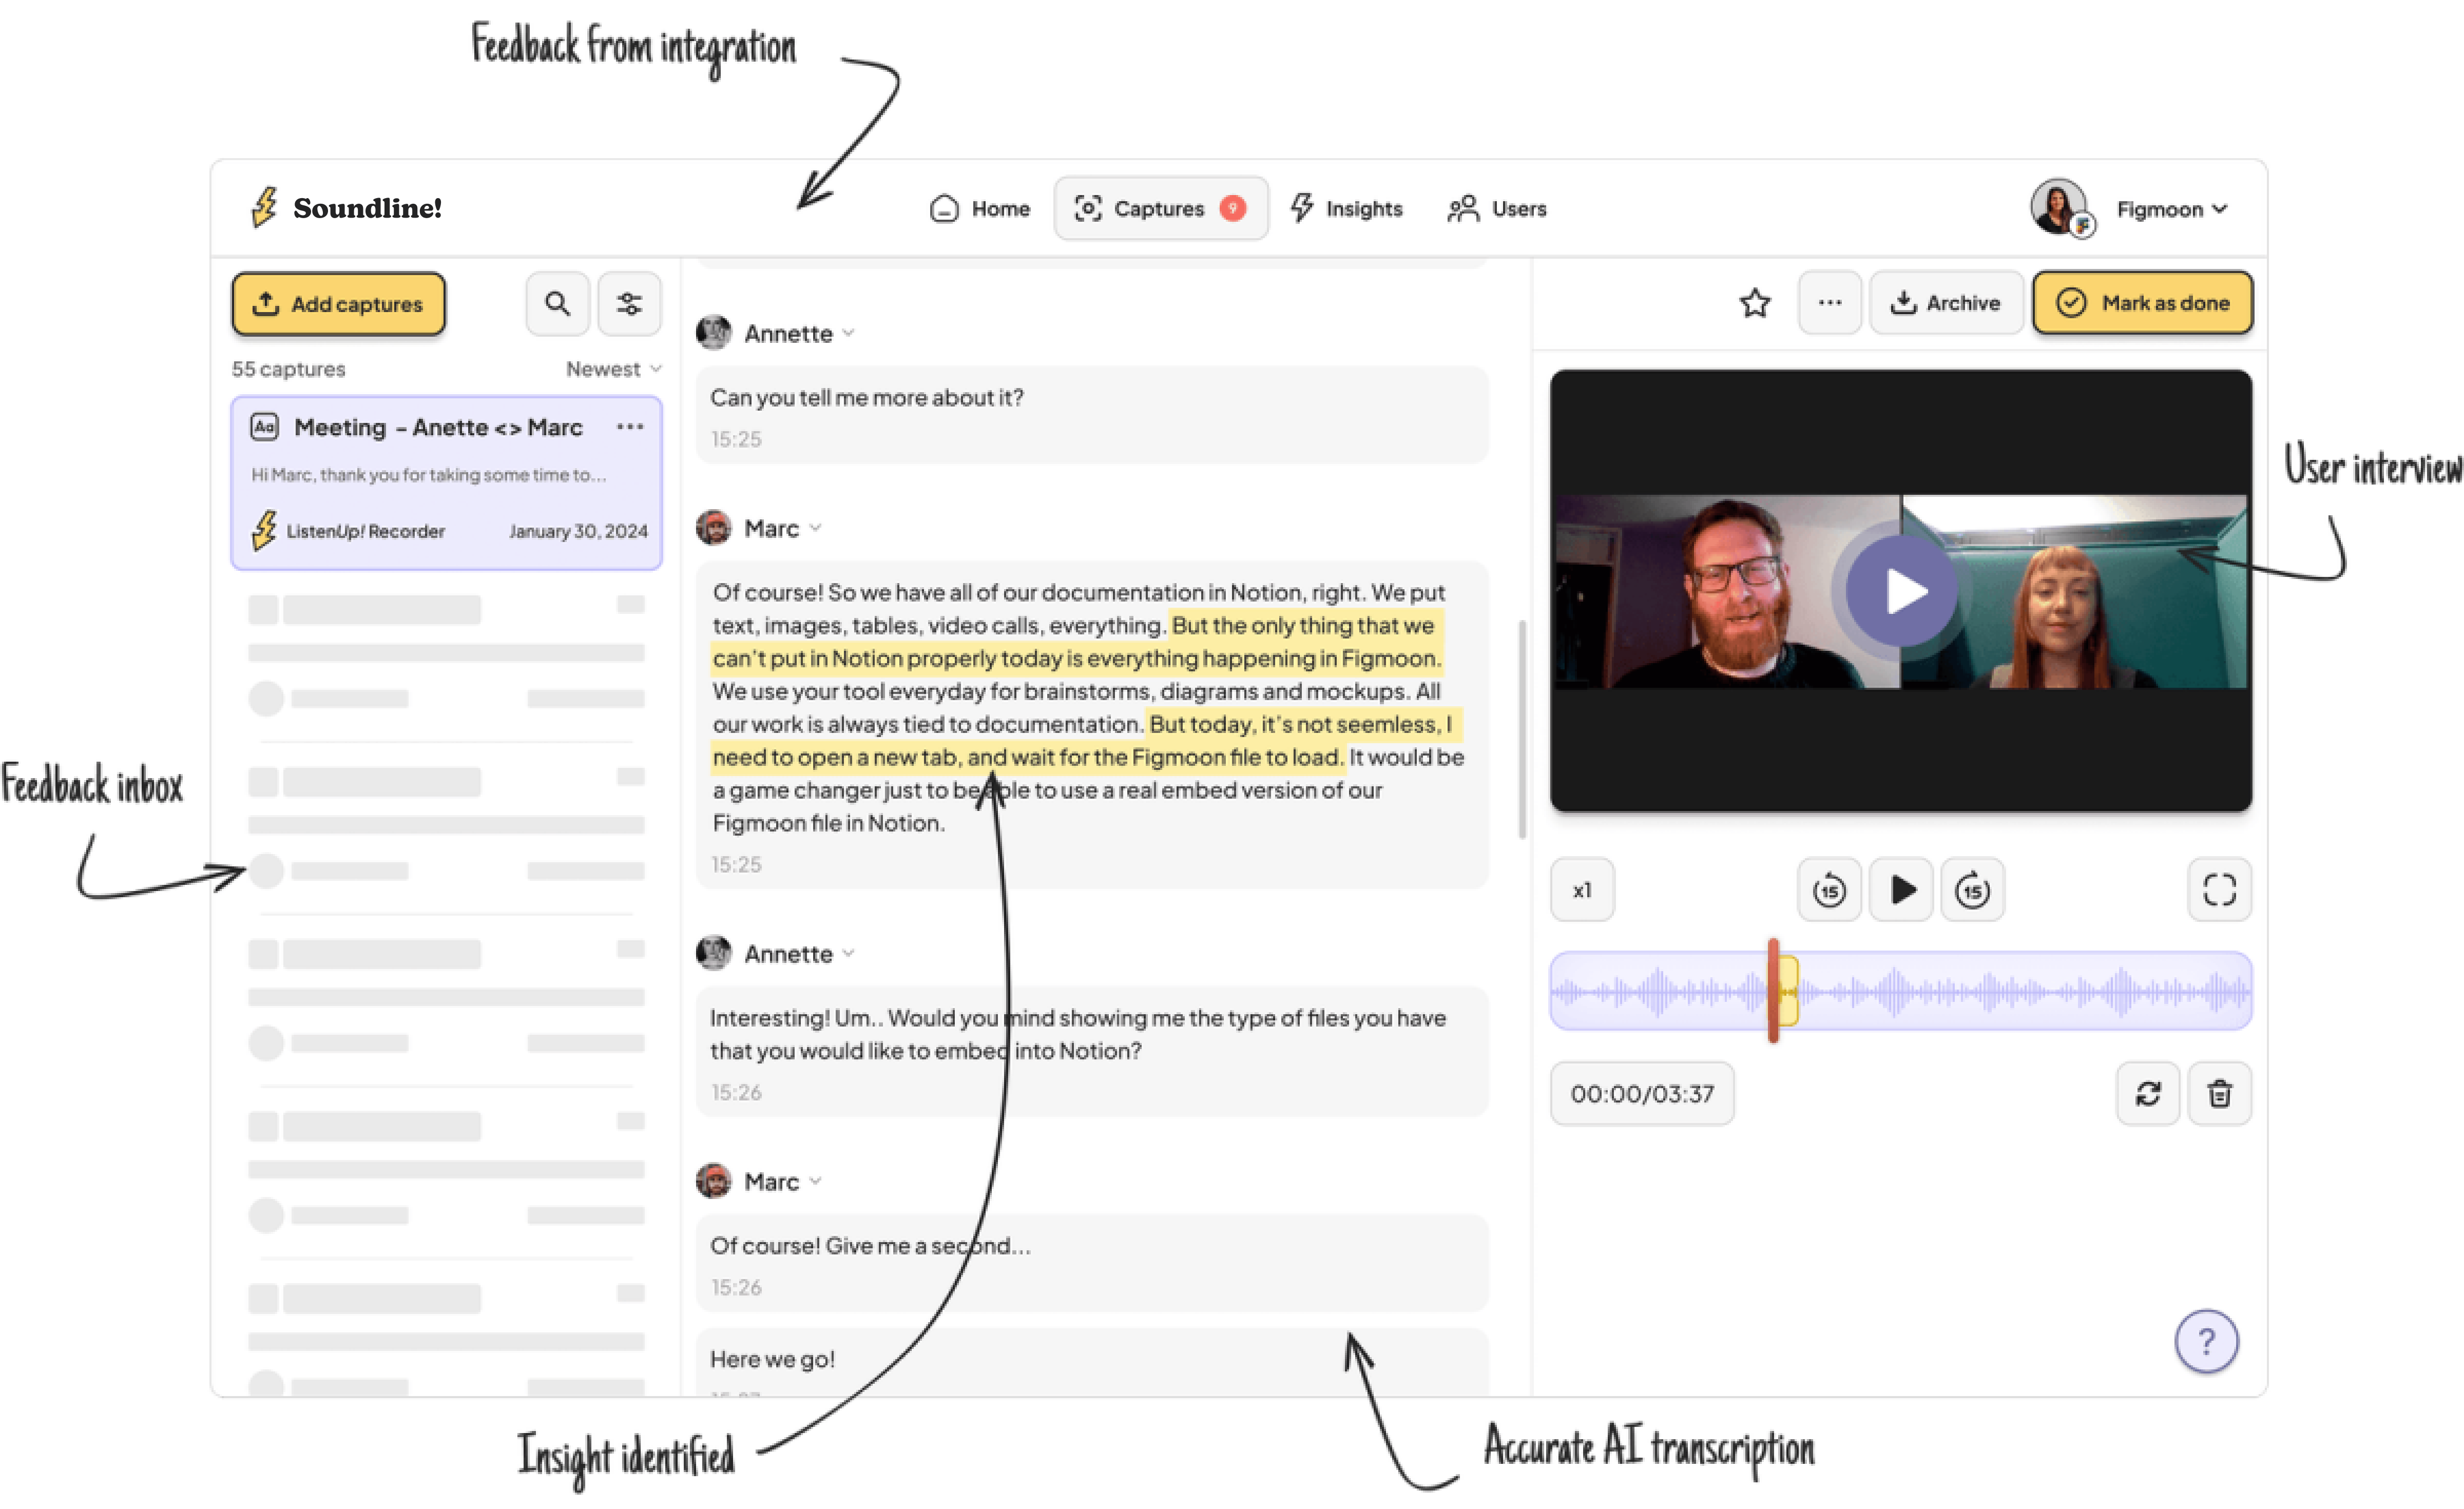 Feedback from integration
Soundline!
Home
Captures 9
Insights
Users
Figmoon
Add captures
55 captures
Newest
Aa Meeting - Anette <> Marc
Hi Marc, thank you for taking some time to...
ListenUp! Recorder
January 30, 2024
Feedback inbox
Annette
Can you tell me more about it?
15:25
Marc
Of course! So we have all of our documentation in Notion, right. We put
text, images, tables, video calls, everything. But the only thing that we
can't put in Notion properly today is everything happening in Figmoon.
We use your tool everyday for brainstorms, diagrams and mockups. All
our work is always tied to documentation. But today, it's not seemless, I
need to open a new tab, and wait for the Figmoon file to load. It would be
a game changer just to be able to use a real embed version of our
Figmoon file in Notion.
15:25
Annette
Interesting! Um.. Would you mind showing me the type of files you have
that you would like to embed into Notion?
15:26
Marc
Of course! Give me a second...
15:26
Here we go!
Archive
Mark as done
User interview
x1
15
15
00:00/03:37
?
Insight identified
Accurate AI transcription